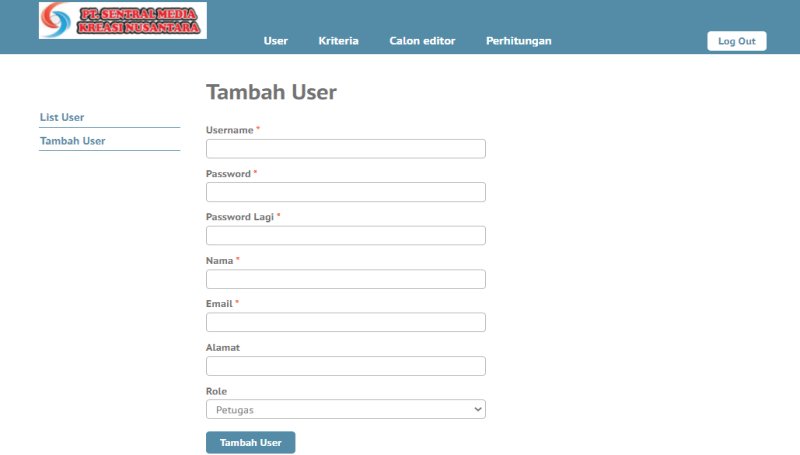 PT. SENTRAL MEDIA
KREASI NUSANTARA
User Kriteria Calon editor Perhitungan Log Out
List User
Tambah User
Tambah User
Username *
Password *
Password Lagi *
Nama *
Email *
Alamat
Role
Petugas
Tambah User